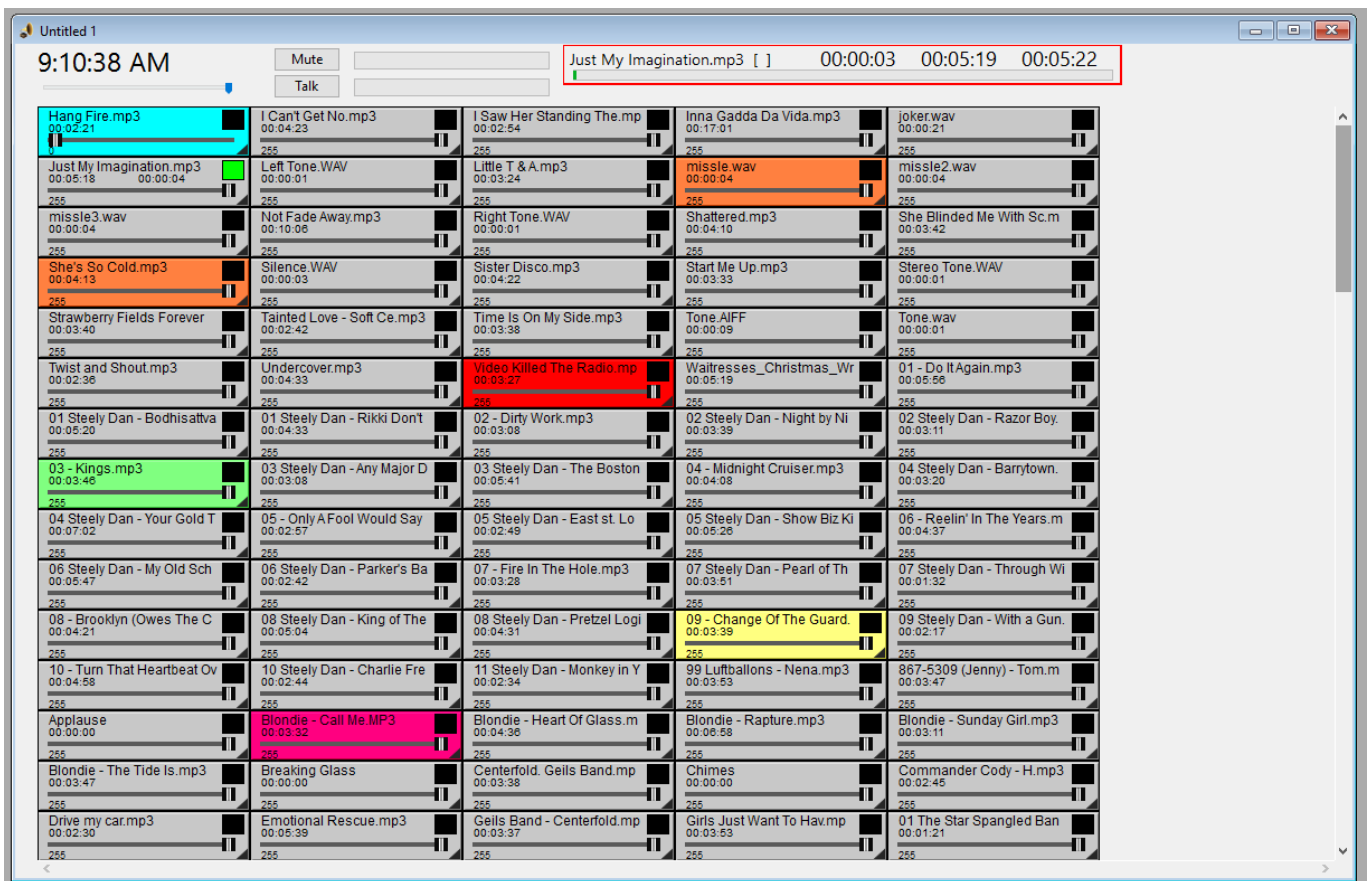 Untitled 1
9:10:38 AM
Mute
Talk
Just My Imagination.mp3 [ ] 00:00:03 00:05:19 00:05:22
Hang Fire.mp3 I Can't Get No.mp3 I Saw Her Standing The.mp Inna Gadda Da Vida.mp3 joker.wav
00:02:21 00:04:23 00:02:54 00:17:01 00:00:21
0 255 255 255 255
Just My Imagination.mp3 Left Tone.WAV Little T & A.mp3 missle.wav missle2.wav
00:05:18 00:00:04 00:00:01 00:03:24 00:00:04 00:00:04
255 255 255 255 255
missle3.wav Not Fade Away.mp3 Right Tone.WAV Shattered.mp3 She Blinded Me With Sc.m
00:00:04 00:10:06 00:00:01 00:04:10 00:03:42
255 255 255 255 255
She's So Cold.mp3 Silence.WAV Sister Disco.mp3 Start Me Up.mp3 Stereo Tone.WAV
00:04:13 00:00:03 00:04:22 00:03:33 00:00:01
255 255 255 255 255
Strawberry Fields Forever Tainted Love - Soft Ce.mp3 Time Is On My Side.mp3 Tone.AIFF Tone.wav
00:03:40 00:02:42 00:03:38 00:00:09 00:00:01
255 255 255 255 255
Twist and Shout.mp3 Undercover.mp3 Video Killed The Radio.mp Waitresses_Christmas_Wr 01 - Do It Again.mp3
00:02:36 00:04:33 00:03:27 00:05:19 00:05:56
255 255 255 255 255
01 Steely Dan - Bodhisattva 01 Steely Dan - Rikki Don't 02 - Dirty Work.mp3 02 Steely Dan - Night by Ni 02 Steely Dan - Razor Boy.
00:05:20 00:04:33 00:03:08 00:03:39 00:03:11
255 255 255 255 255
03 - Kings.mp3 03 Steely Dan - Any Major D 03 Steely Dan - The Boston 04 - Midnight Cruiser.mp3 04 Steely Dan - Barrytown.
00:03:46 00:03:08 00:05:41 00:04:08 00:03:20
255 255 255 255 255
04 Steely Dan - Your Gold T 05 - Only A Fool Would Say 05 Steely Dan - East st. Lo 05 Steely Dan - Show Biz Ki 06 - Reelin' In The Years.m
00:07:02 00:02:57 00:02:49 00:05:26 00:04:37
255 255 255 255 255
06 Steely Dan - My Old Sch 06 Steely Dan - Parker's Ba 07 - Fire In The Hole.mp3 07 Steely Dan - Pearl of Th 07 Steely Dan - Through Wi
00:05:47 00:02:42 00:03:28 00:03:51 00:01:32
255 255 255 255 255
08 - Brooklyn (Owes The C 08 Steely Dan - King of The 08 Steely Dan - Pretzel Logi 09 - Change Of The Guard. 09 Steely Dan - With a Gun.
00:04:21 00:05:04 00:04:31 00:03:39 00:02:17
255 255 255 255 255
10 - Turn That Heartbeat Ov 10 Steely Dan - Charlie Fre 11 Steely Dan - Monkey in Y 99 Luftballons - Nena.mp3 867-5309 (Jenny) - Tom.m
00:04:58 00:02:44 00:02:34 00:03:53 00:03:47
255 255 255 255 255
Applause Blondie - Call Me.MP3 Blondie - Heart Of Glass.m Blondie - Rapture.mp3 Blondie - Sunday Girl.mp3
00:00:00 00:03:32 00:04:36 00:06:58 00:03:11
255 255 255 255 255
Blondie - The Tide Is.mp3 Breaking Glass Centerfold. Geils Band.mp Chimes Commander Cody - H.mp3
00:03:47 00:00:00 00:03:38 00:00:00 00:02:45
255 255 255 255 255
Drive my car.mp3 Emotional Rescue.mp3 Geils Band - Centerfold.mp Girls Just Want To Hav.mp 01 The Star Spangled Ban
00:02:30 00:05:39 00:03:37 00:03:53 00:01:21
255 255 255 255 255